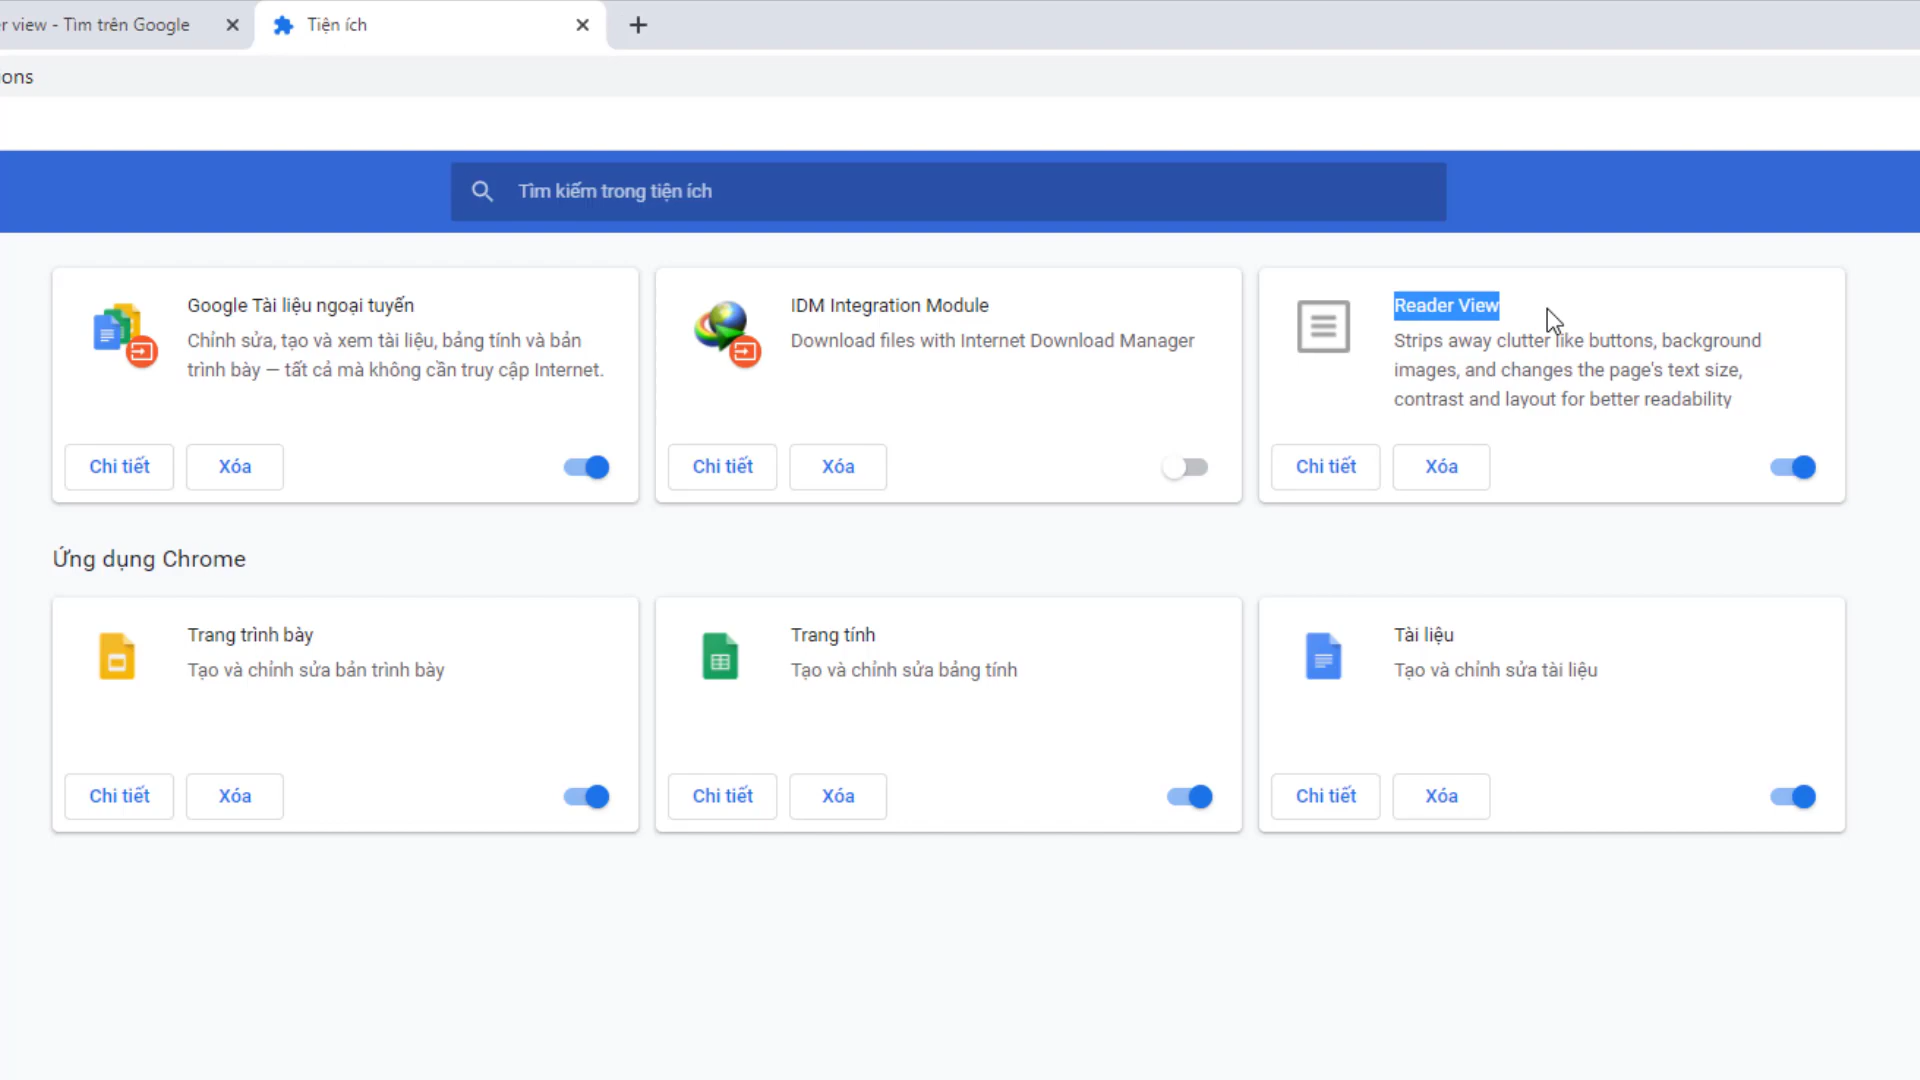 er view - Tìm trên Google
Tiện ích
ions
Tìm kiếm trong tiện ích
Google Tài liệu ngoại tuyến
Chỉnh sửa, tạo và xem tài liệu, bảng tính và bản
trình bày — tất cả mà không cần truy cập Internet.
Chi tiết
Xóa
IDM Integration Module
Download files with Internet Download Manager
Chi tiết
Xóa
Reader View
Strips away clutter like buttons, background
images, and changes the page's text size,
contrast and layout for better readability
Chi tiết
Xóa
Ứng dụng Chrome
Trang trình bày
Tạo và chỉnh sửa bản trình bày
Chi tiết
Xóa
Trang tính
Tạo và chỉnh sửa bảng tính
Chi tiết
Xóa
Tài liệu
Tạo và chỉnh sửa tài liệu
Chi tiết
Xóa